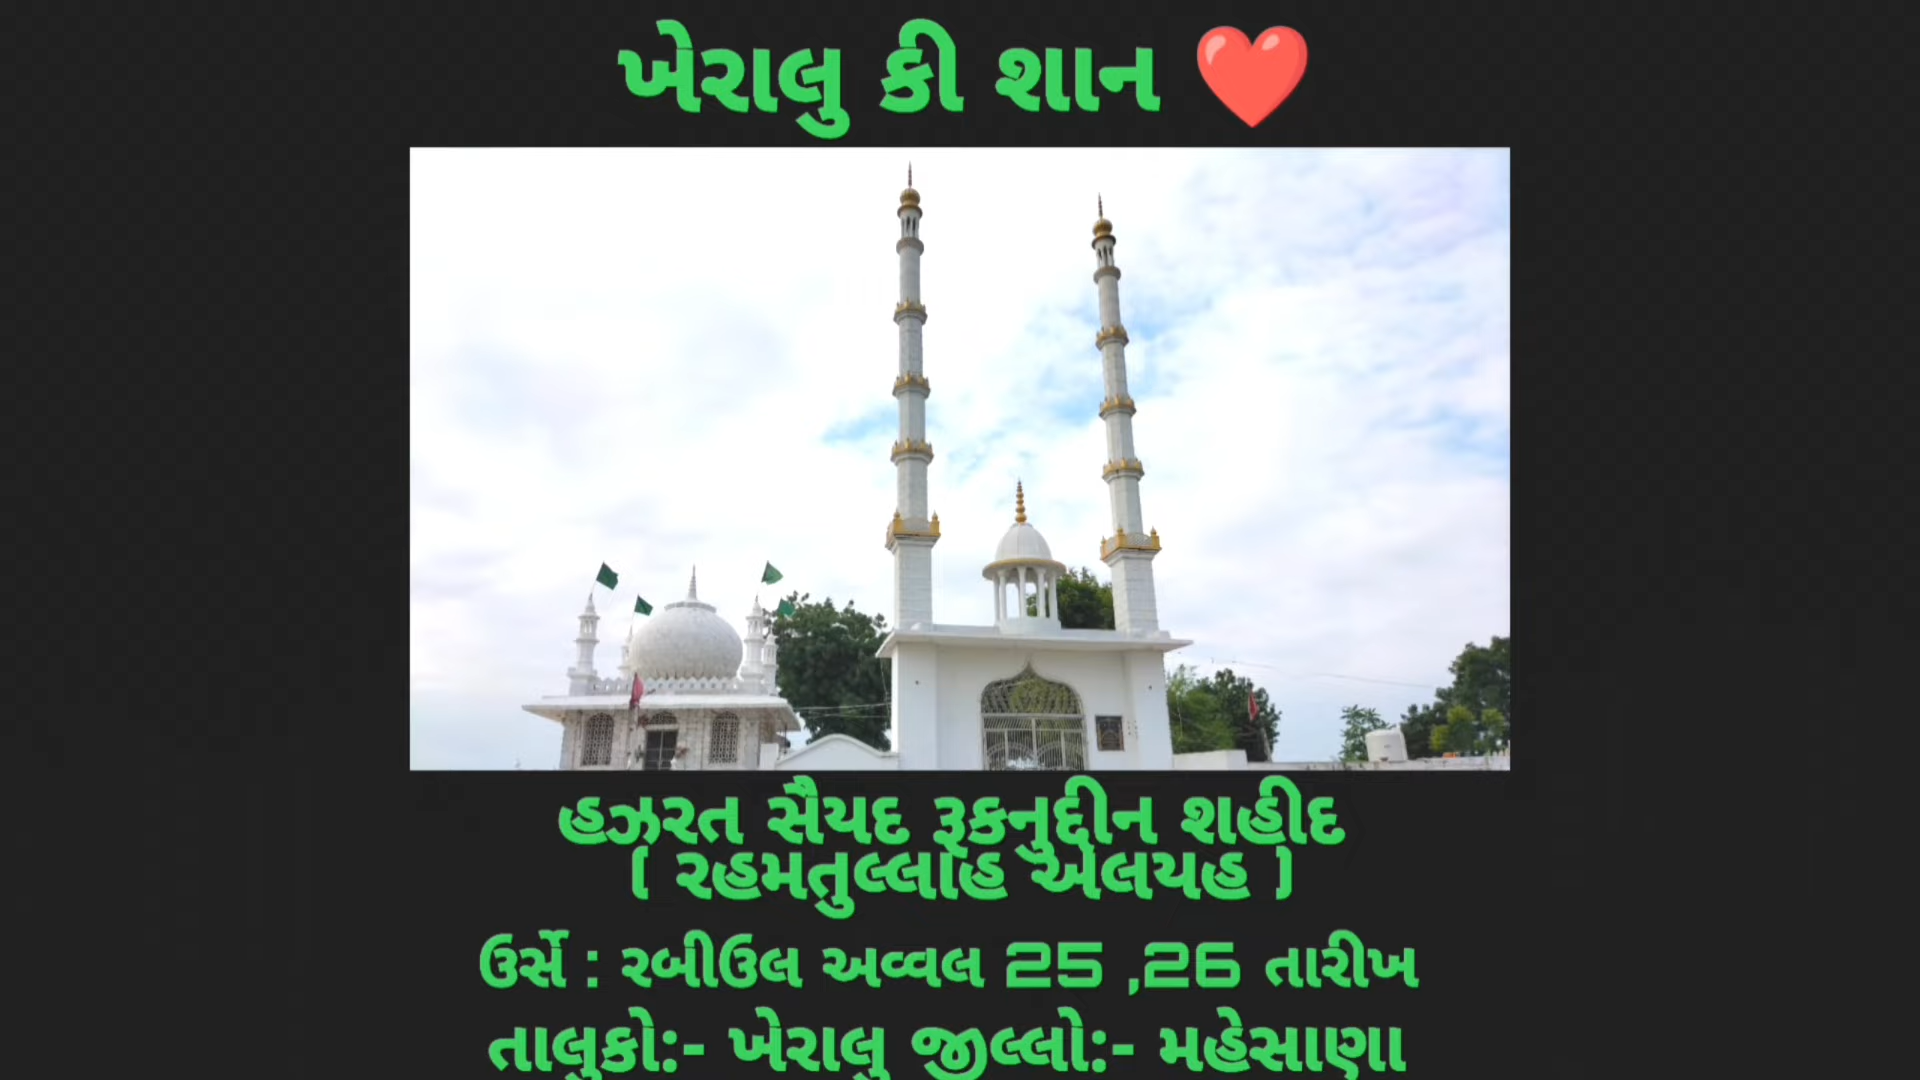 ખેરાલુ કી શાન ❤️
હઝરત સૈયદ રૂકનુદ્દીન શહીદ
( રહમતુલ્લાહ અલયહ )
ઉર્સે : રબીઉલ અવ્વલ 25 ,26 તારીખ
તાલુકો:- ખેરાલુ જીલ્લો:- મહેસાણા